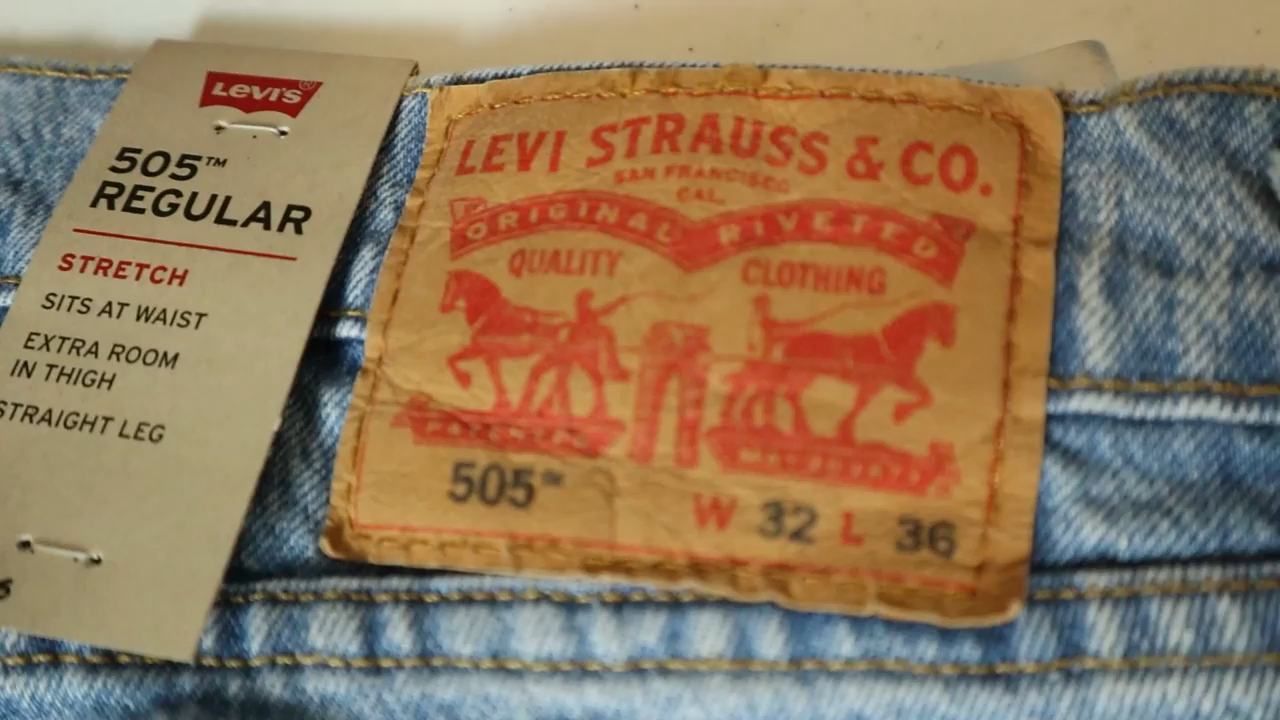 LEVI'S®
505™
REGULAR
STRETCH
SITS AT WAIST
EXTRA ROOM
IN THIGH
STRAIGHT LEG
LEVI STRAUSS & CO.
SAN FRANCISCO
CAL.
ORIGINAL RIVETED
QUALITY CLOTHING
505™
W 32 L 36